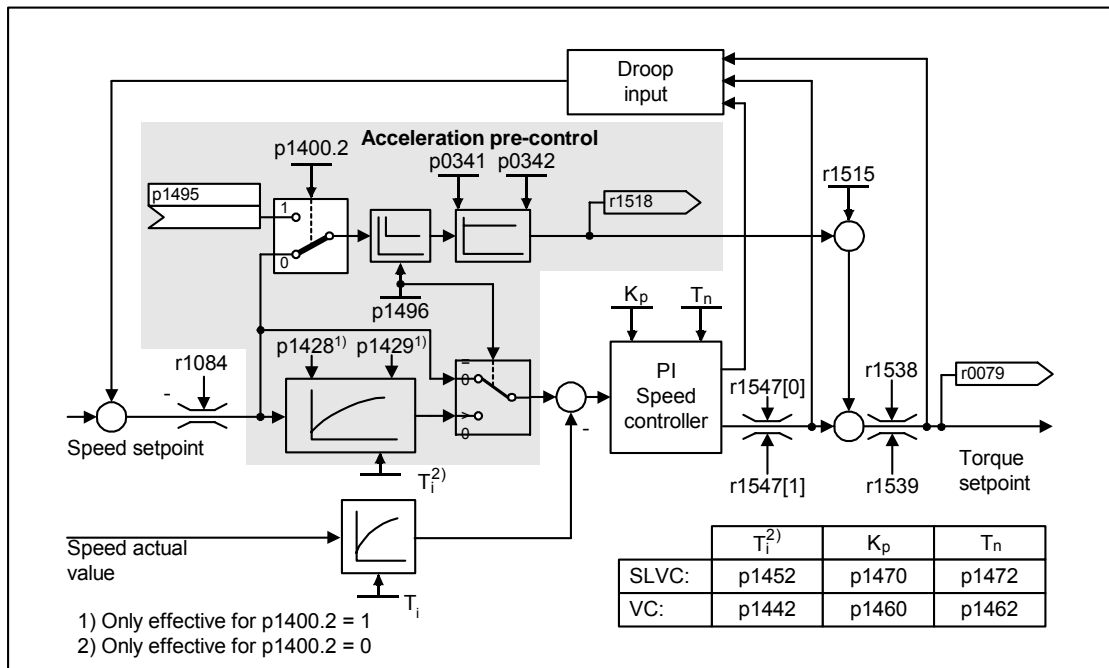 Droop
input
Acceleration pre-control
p1400.2
p0341
p0342
r1515
p1495
r1518
1
0
p1496
Kp
Tn
p1428¹⁾
p1429¹⁾
r1084
=
0
>
0
PI
Speed
controller
r1547[0]
r1538
r0079
-
-
Speed setpoint
Ti²⁾
r1547[1]
r1539
Torque
setpoint
Speed actual
value
Ti
Ti²⁾ Kp Tn
SLVC: p1452 p1470 p1472
VC: p1442 p1460 p1462
1) Only effective for p1400.2 = 1
2) Only effective for p1400.2 = 0